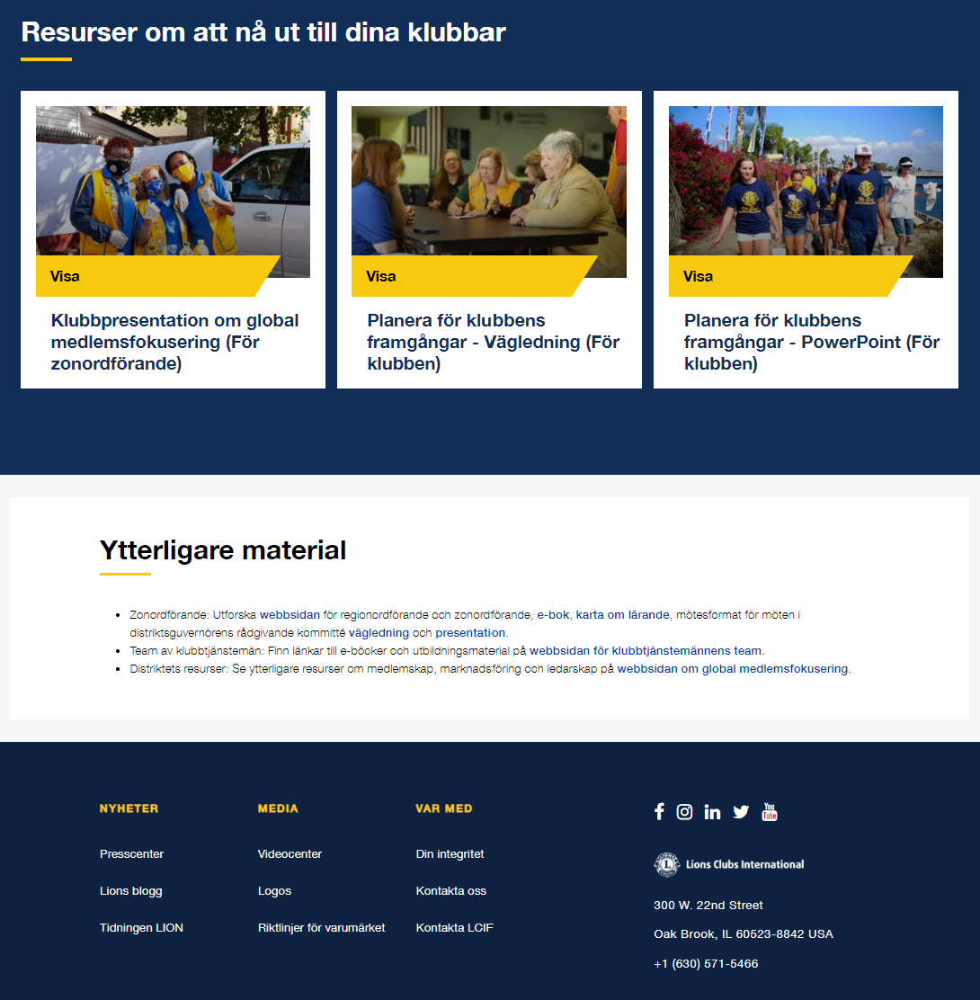 Resurser om att nå ut till dina klubbar
Visa
Klubbpresentation om global
medlemsfokusering (För
zonordförande)
Visa
Planera för klubbens
framgångar - Vägledning (För
klubben)
Visa
Planera för klubbens
framgångar - PowerPoint (För
klubben)
Ytterligare material
Zonordförande: Utforska webbsidan för regionordförande och zonordförande, e-bok, karta om lärande, mötesformat för möten i
distriktsguvernörens rådgivande kommitté vägledning och presentation.
Team av klubbtjänstemän: Finn länkar till e-böcker och utbildningsmaterial på webbsidan för klubbtjänstemännens team.
Distriktets resurser: Se ytterligare resurser om medlemskap, marknadsföring och ledarskap på webbsidan om global medlemsfokusering.
NYHETER
Presscenter
Lions blogg
Tidningen LION
MEDIA
Videocenter
Logos
Riktlinjer för varumärket
VAR MED
Din integritet
Kontakta oss
Kontakta LCIF
You
Tube
Lions Clubs International
300 W. 22nd Street
Oak Brook, IL 60523-8842 USA
+1 (630) 571-5466